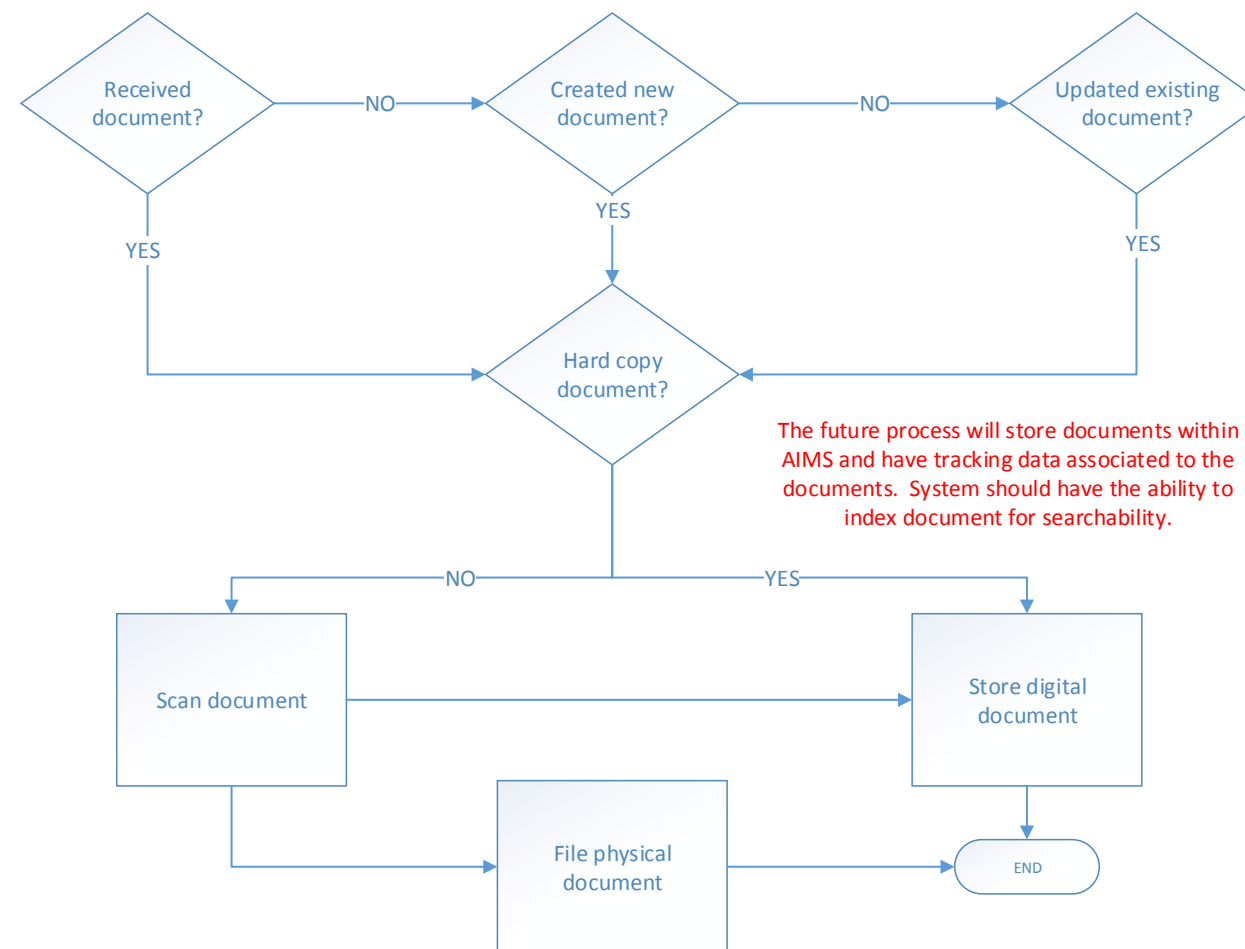 Received
document?
NO
Created new
document?
NO
Updated existing
document?
YES
YES
YES
Hard copy
document?
The future process will store documents within
AIMS and have tracking data associated to the
documents.  System should have the ability to
index document for searchability.
NO
YES
Scan document
Store digital
document
File physical
document
END